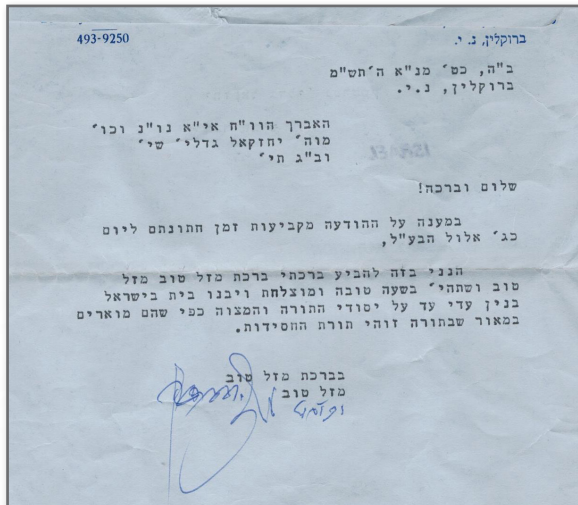 ברוקלין, נ. י.
493-9250
ב"ה, כט׳ מנ"א ה׳תש"מ
ברוקלין, נ.י.
האברך הוו"ח אי"א נו"נ וכו׳
מוה׳ יחזקאל גדלי׳ שי׳
וב"ג תי׳
ISRAEL
שלום וברכה!
במענה על ההודעה מקביעות זמן חתונתם ליום
כג׳ אלול הבע"ל,
הנני בזה להביע ברכתי ברכת מזל טוב מזל
טוב ושתהי׳ בשעה טובה ומוצלחת ויבנו בית בישראל
בנין עדי עד על יסודי התורה והמצוה כפי שהם מוארים
במאור שבתורה זוהי תורת החסידות.
בברכת מזל טוב
מזל טוב